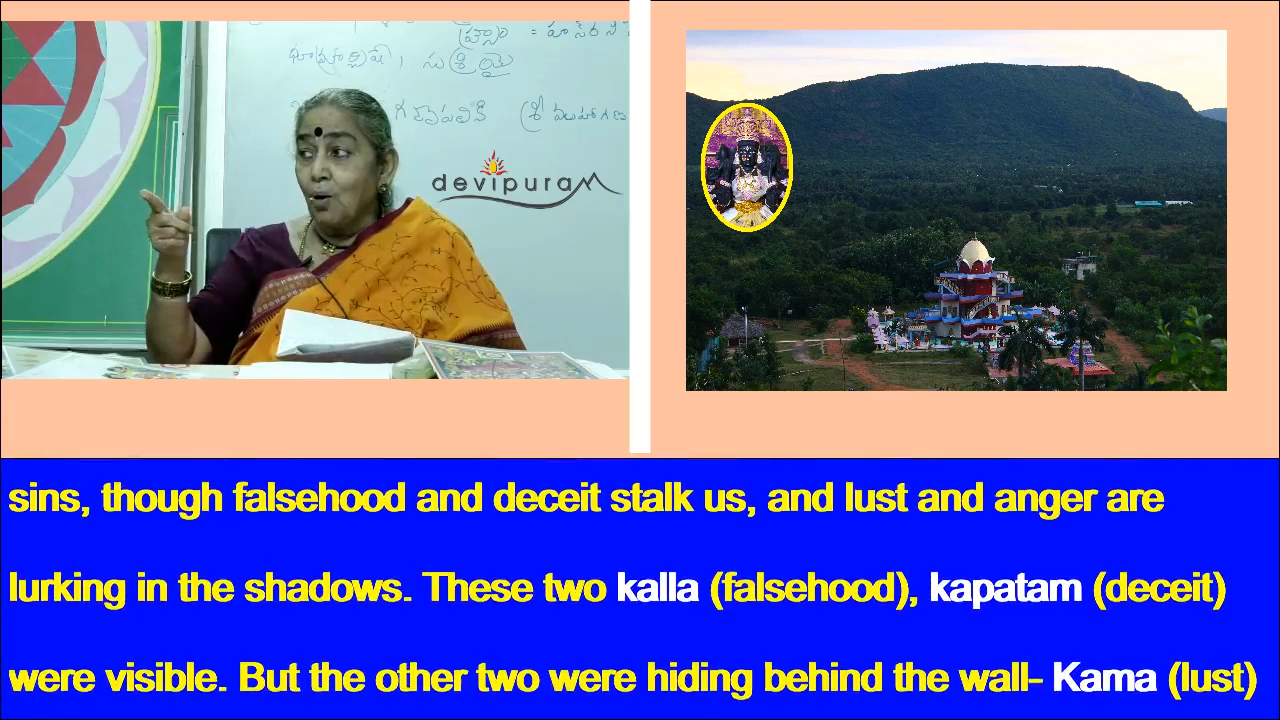 devipuram
sins, though falsehood and deceit stalk us, and lust and anger are
lurking in the shadows. These two kalla (falsehood), kapatam (deceit)
were visible. But the other two were hiding behind the wall- Kama (lust)